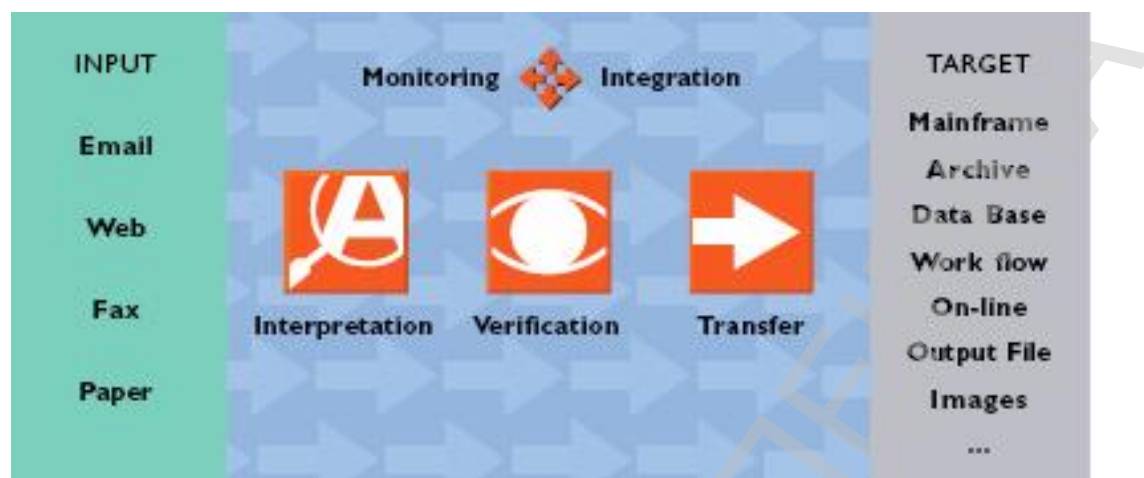 INPUT
Email
Web
Fax
Paper
Monitoring Integration
Interpretation Verification Transfer
TARGET
Mainframe
Archive
Data Base
Work flow
On-line
Output File
Images
...